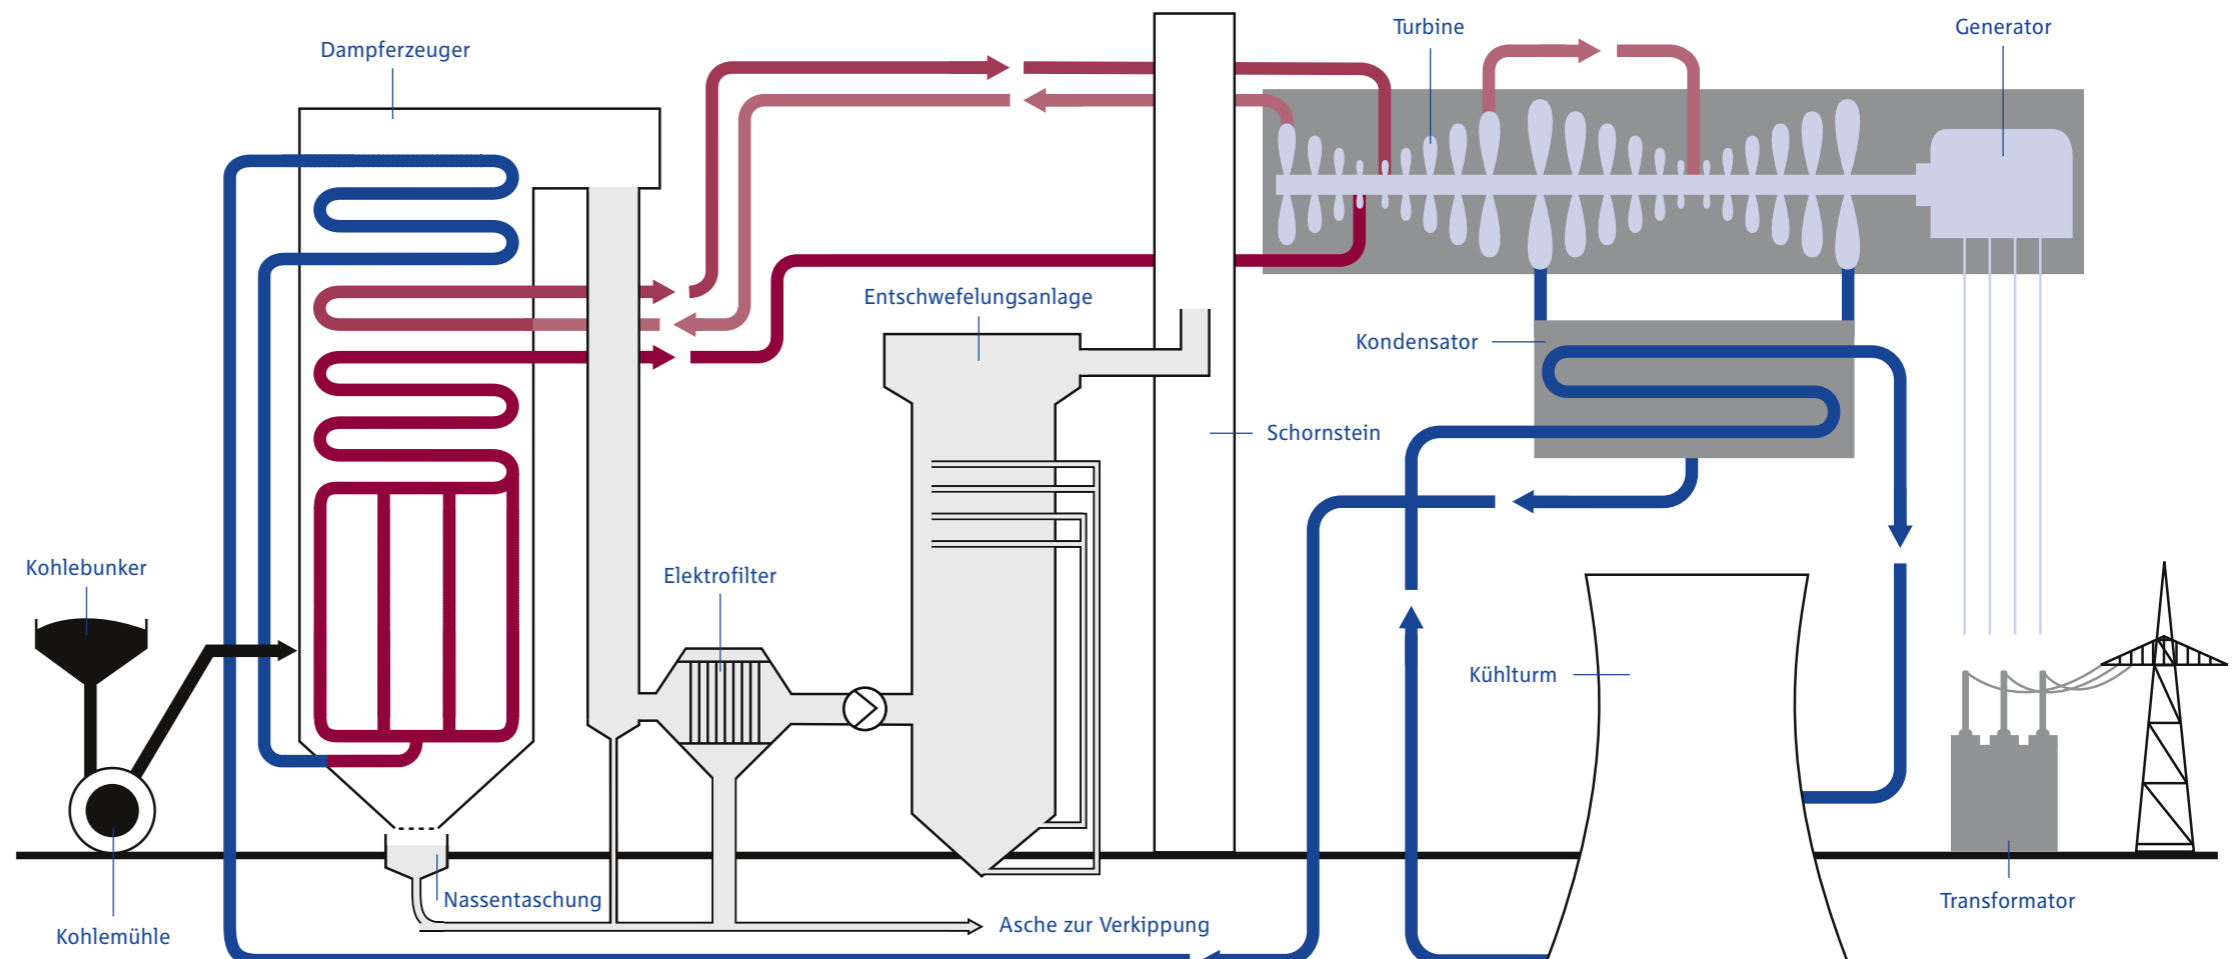 Dampferzeuger
Turbine
Generator
Entschwefelungsanlage
Kondensator
Schornstein
Kohlebunker
Elektrofilter
Kühlturm
Nassentaschung
Asche zur Verkippung
Transformator
Kohlemühle